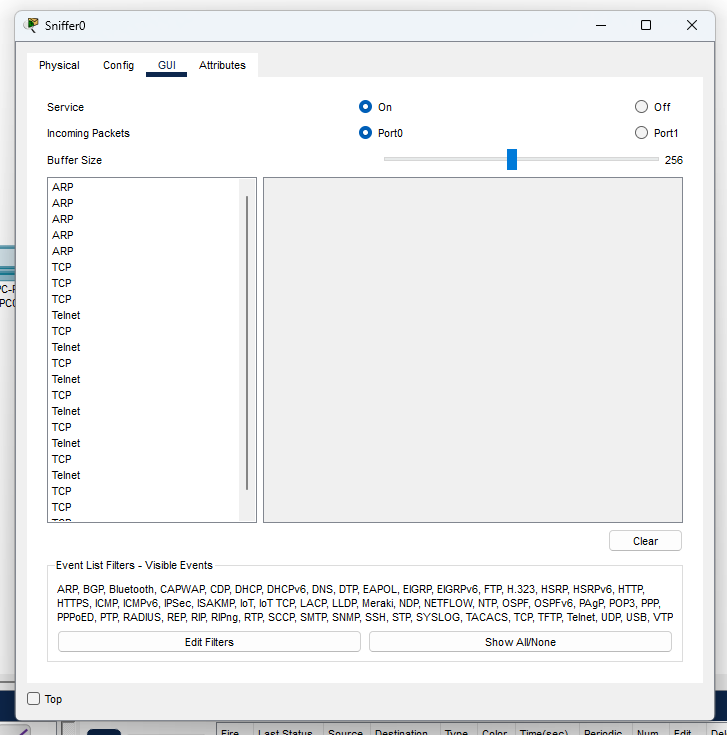 Sniffer0
Physical Config GUI Attributes
Service On Off
Incoming Packets Port0 Port1
Buffer Size 256
ARP
ARP
ARP
ARP
ARP
TCP
TCP
TCP
Telnet
TCP
Telnet
TCP
Telnet
TCP
Telnet
TCP
Telnet
TCP
Telnet
TCP
TCP
TCP
Clear
Event List Filters - Visible Events
ARP, BGP, Bluetooth, CAPWAP, CDP, DHCP, DHCPv6, DNS, DTP, EAPOL, EIGRP, EIGRPv6, FTP, H.323, HSRP, HSRPv6, HTTP,
HTTPS, ICMP, ICMPv6, IPSec, ISAKMP, IoT, IoT TCP, LACP, LLDP, Meraki, NDP, NETFLOW, NTP, OSPF, OSPFv6, PAgP, POP3, PPP,
PPPoED, PTP, RADIUS, REP, RIP, RIPng, RTP, SCCP, SMTP, SNMP, SSH, STP, SYSLOG, TACACS, TCP, TFTP, Telnet, UDP, USB, VTP
Edit Filters Show All/None
Top
Fire Last Status Source Destination Type Color Time(sec) Periodic Num Edit